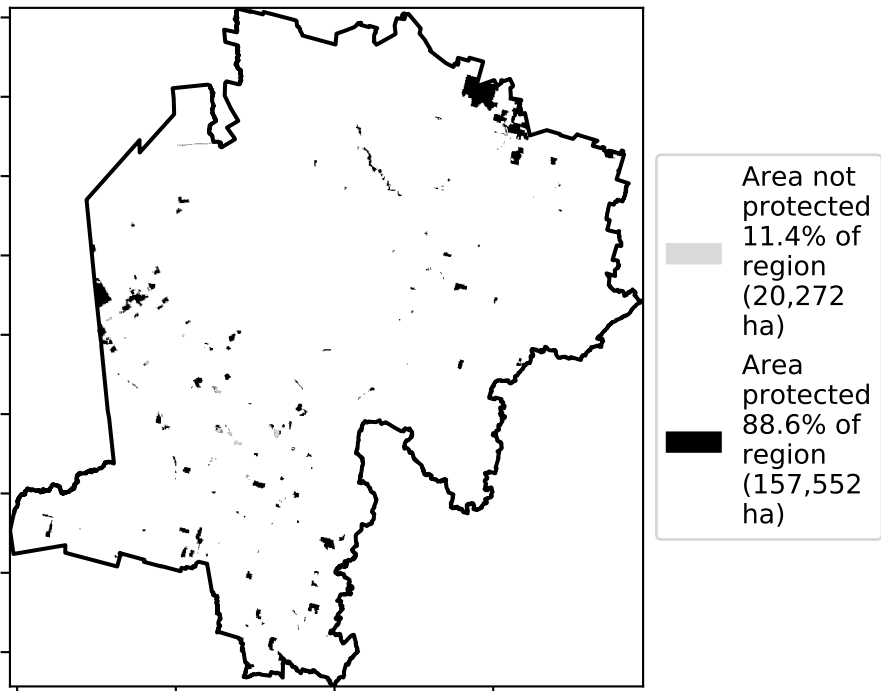 Area not
protected
11.4% of
region
(20,272
ha)
Area
protected
88.6% of
region
(157,552
ha)